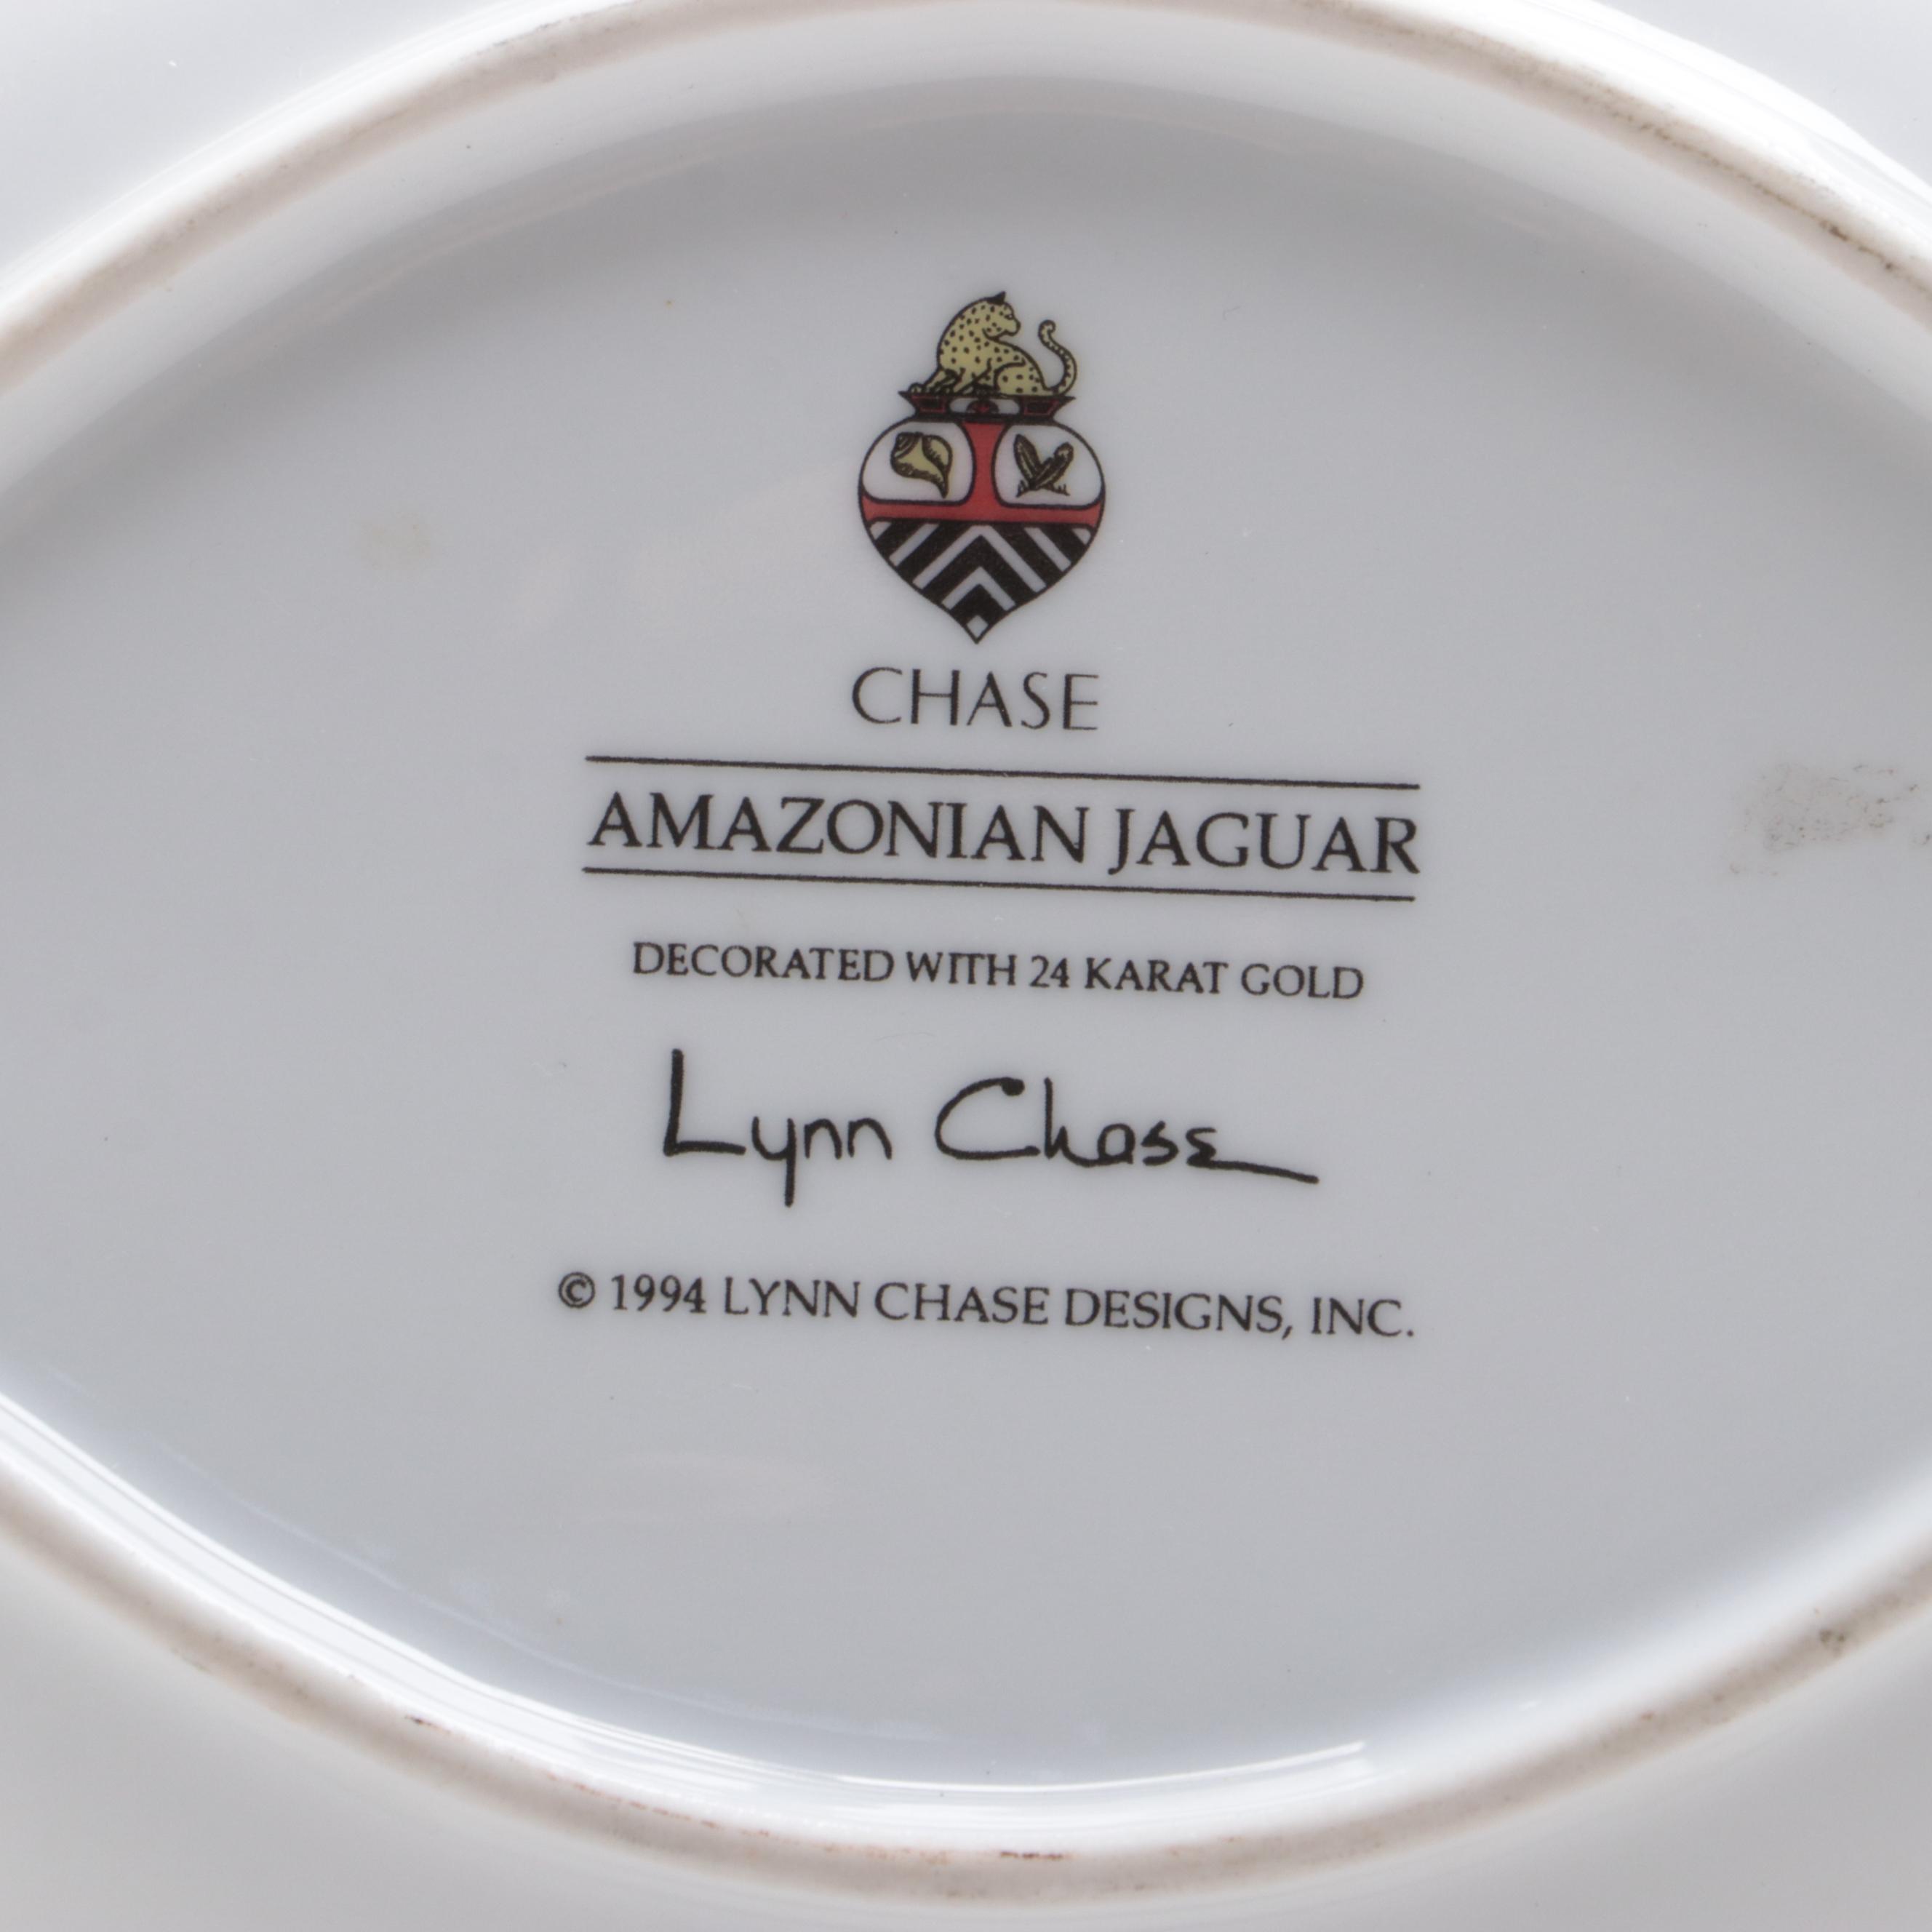 CHASE
AMAZONIAN JAGUAR
DECORATED WITH 24 KARAT GOLD
Lynn Chase
© 1994 LYNN CHASE DESIGNS, INC.